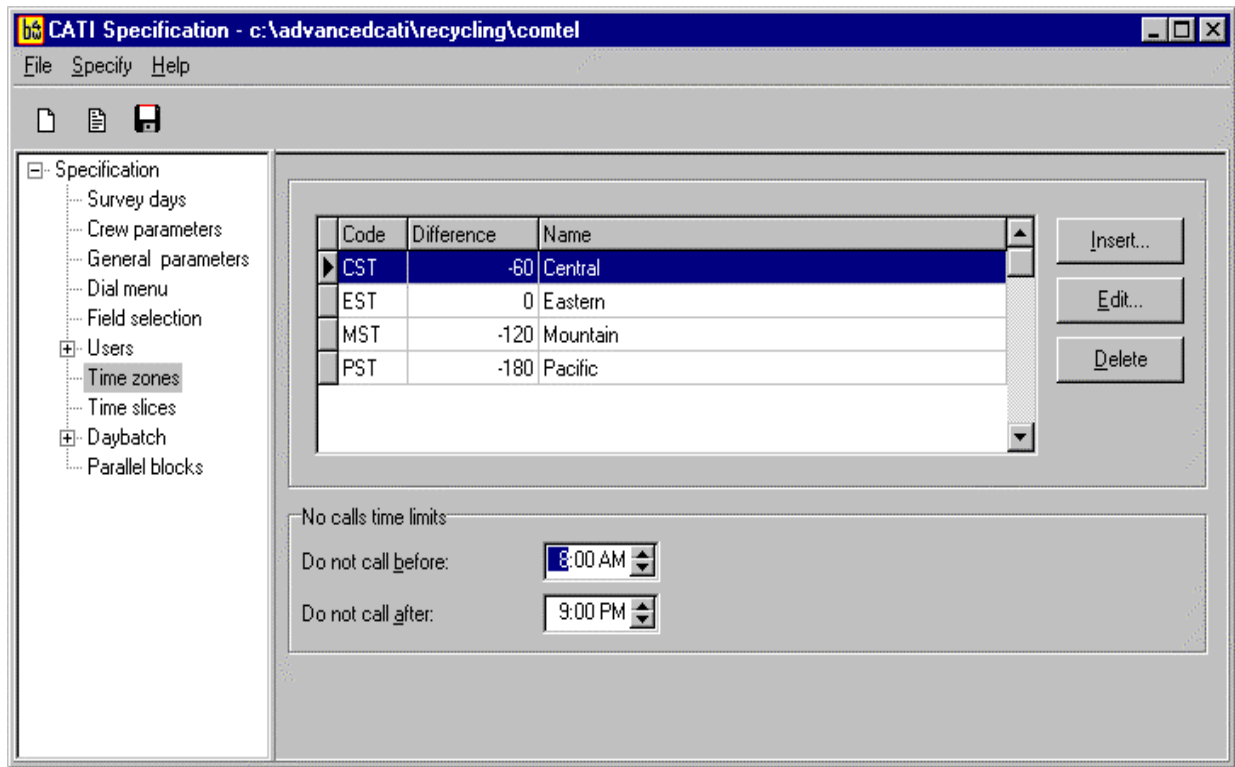 CATI Specification - c:\advancedcati\recycling\comtel
File Specify Help
Specification
Survey days
Crew parameters
General parameters
Dial menu
Field selection
Users
Time zones
Time slices
Daybatch
Parallel blocks
Code Difference Name
CST -60 Central
EST 0 Eastern
MST -120 Mountain
PST -180 Pacific
Insert...
Edit...
Delete
No calls time limits
Do not call before: 8:00 AM
Do not call after: 9:00 PM